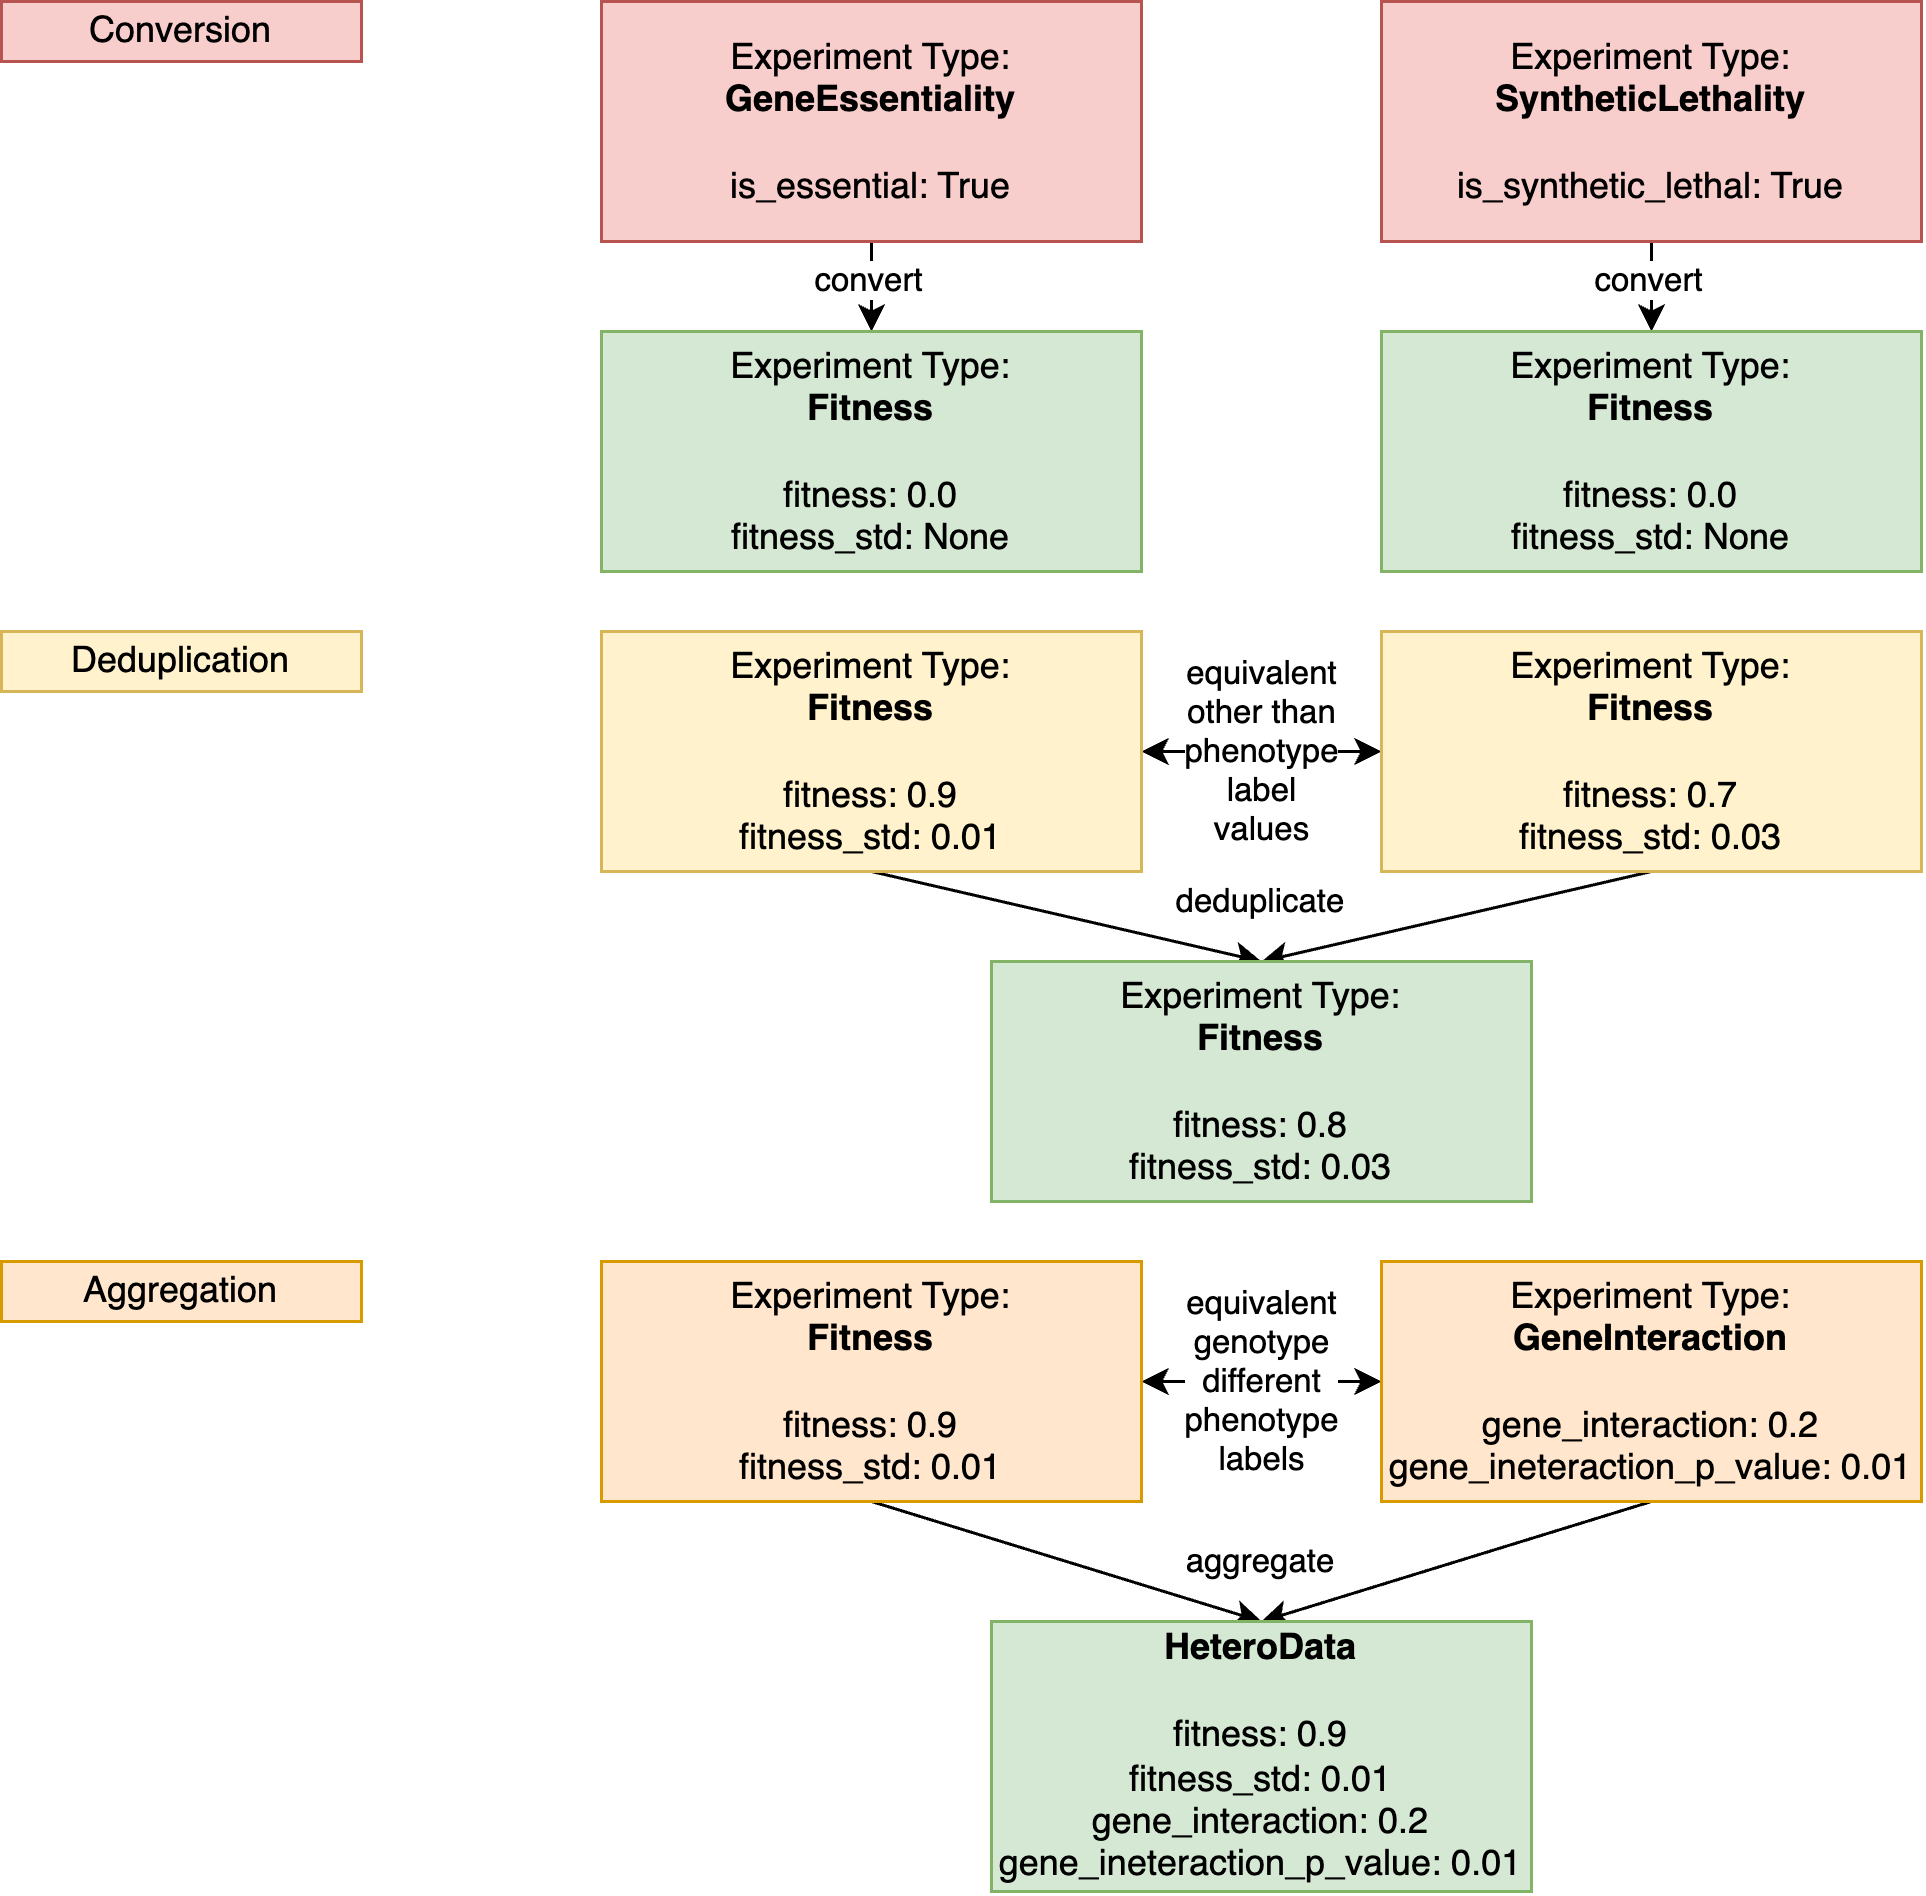 Conversion
Experiment Type:
GeneEssentiality
is_essential: True
Experiment Type:
SyntheticLethality
is_synthetic_lethal: True
convert
convert
Experiment Type:
Fitness
fitness: 0.0
fitness_std: None
Experiment Type:
Fitness
fitness: 0.0
fitness_std: None
Deduplication
Experiment Type:
Fitness
fitness: 0.9
fitness_std: 0.01
equivalent
other than
phenotype
label
values
Experiment Type:
Fitness
fitness: 0.7
fitness_std: 0.03
deduplicate
Experiment Type:
Fitness
fitness: 0.8
fitness_std: 0.03
Aggregation
Experiment Type:
Fitness
fitness: 0.9
fitness_std: 0.01
equivalent
genotype
different
phenotype
labels
Experiment Type:
GeneInteraction
gene_interaction: 0.2
gene_ineteraction_p_value: 0.01
aggregate
HeteroData
fitness: 0.9
fitness_std: 0.01
gene_interaction: 0.2
gene_ineteraction_p_value: 0.01